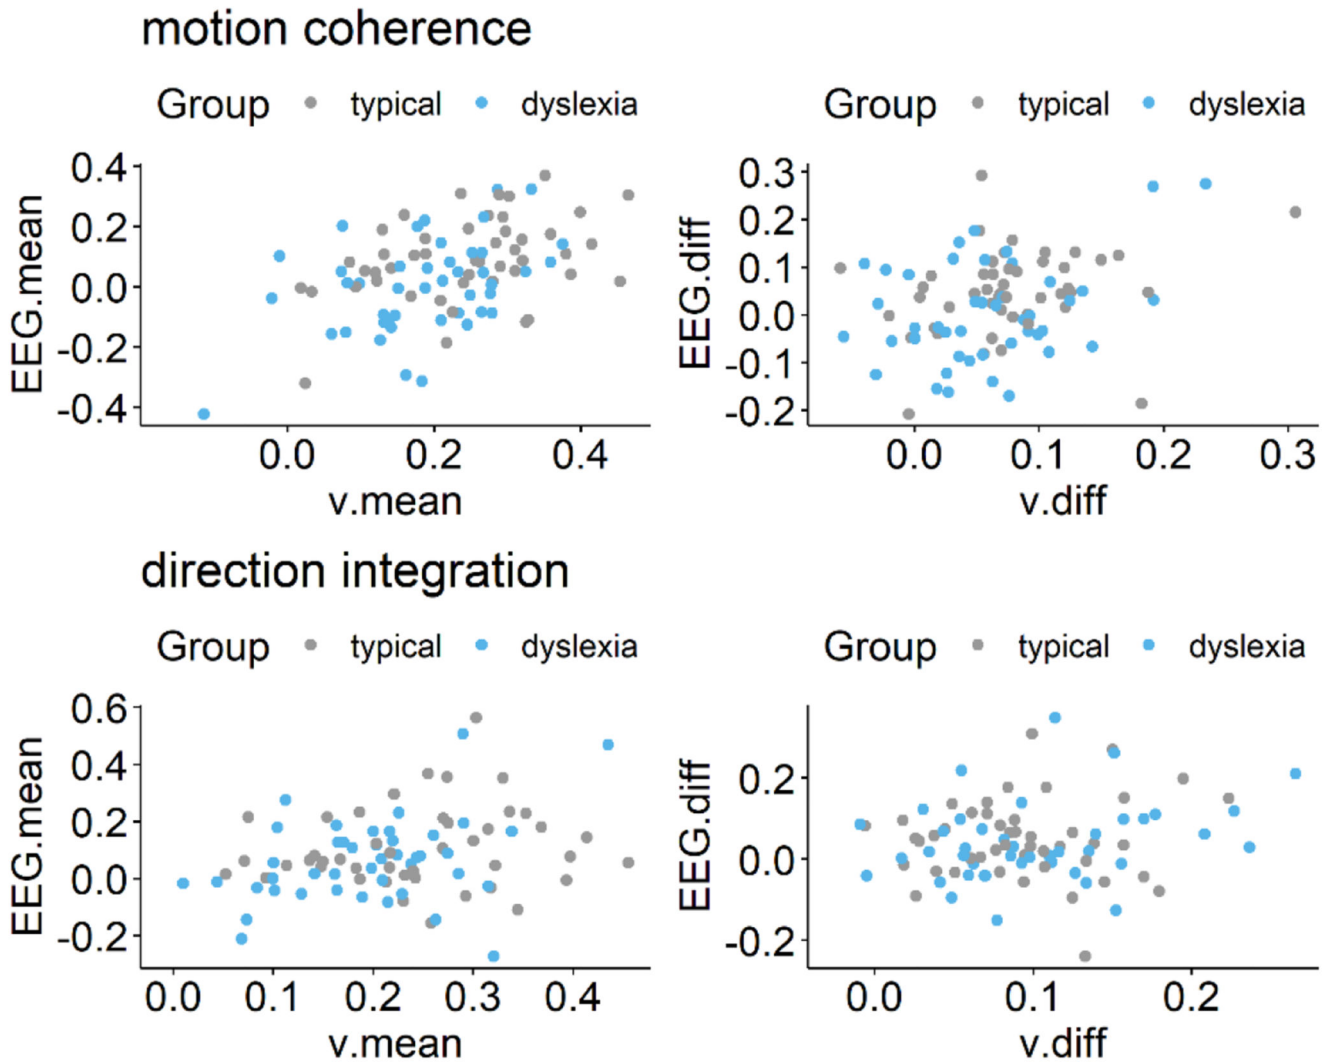 motion coherence
Group typical dyslexia
Group typical dyslexia
EEG.mean
0.4
0.2
0.0
-0.2
-0.4
0.0 0.2 0.4
v.mean
EEG.diff
0.3
0.2
0.1
0.0
-0.1
-0.2
0.0 0.1 0.2 0.3
v.diff
direction integration
Group typical dyslexia
Group typical dyslexia
EEG.mean
0.6
0.4
0.2
0.0
-0.2
0.0 0.1 0.2 0.3 0.4
v.mean
EEG.diff
0.2
0.0
-0.2
0.0 0.1 0.2
v.diff